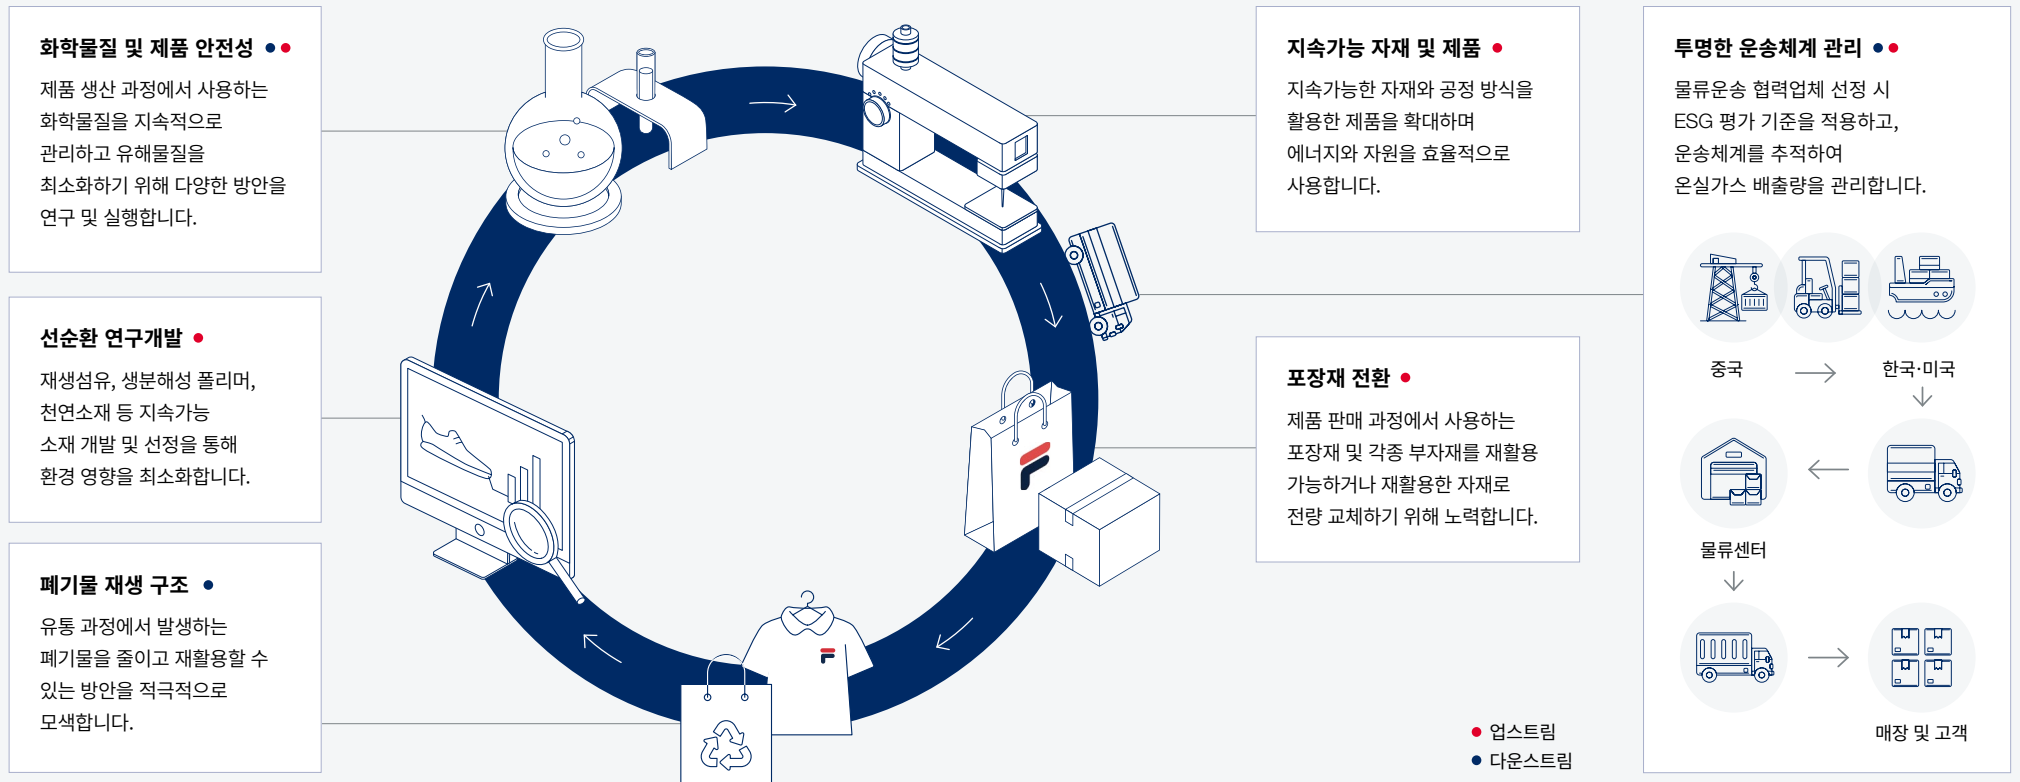 화학물질 및 제품 안전성
제품 생산 과정에서 사용하는
화학물질을 지속적으로
관리하고 유해물질을
최소화하기 위해 다양한 방안을
연구 및 실행합니다.
선순환 연구개발
재생섬유, 생분해성 폴리머,
천연소재 등 지속가능
소재 개발 및 선정을 통해
환경 영향을 최소화합니다.
폐기물 재생 구조
유통 과정에서 발생하는
폐기물을 줄이고 재활용할 수
있는 방안을 적극적으로
모색합니다.
지속가능 자재 및 제품
지속가능한 자재와 공정 방식을
활용한 제품을 확대하며
에너지와 자원을 효율적으로
사용합니다.
포장재 전환
제품 판매 과정에서 사용하는
포장재 및 각종 부자재를 재활용
가능하거나 재활용한 자재로
전량 교체하기 위해 노력합니다.
업스트림
다운스트림
투명한 운송체계 관리
물류운송 협력업체 선정 시
ESG 평가 기준을 적용하고,
운송체계를 추적하여
온실가스 배출량을 관리합니다.
중국
한국·미국
물류센터
매장 및 고객